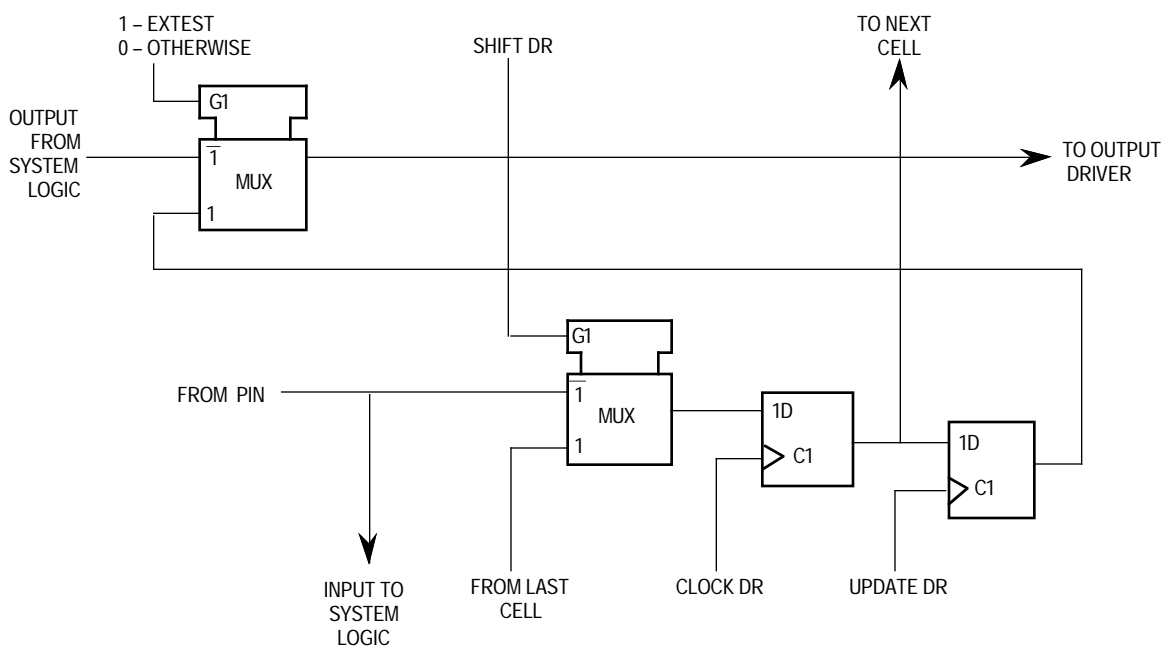 1 – EXTEST
0 – OTHERWISE
SHIFT DR
TO NEXT
CELL
G1
OUTPUT
FROM
SYSTEM
LOGIC
1
MUX
1
TO OUTPUT
DRIVER
G1
FROM PIN
1
MUX
1
1D
C1
1D
C1
INPUT TO
SYSTEM
LOGIC
FROM LAST
CELL
CLOCK DR
UPDATE DR